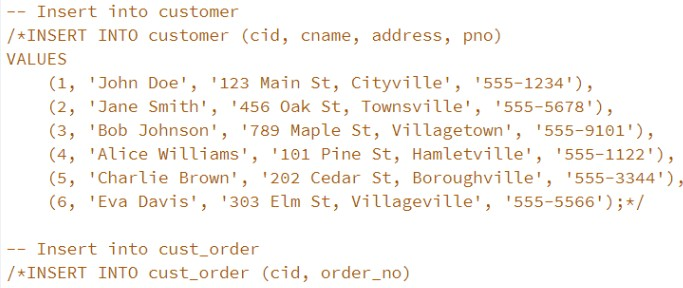 -- Insert into customer
/*INSERT INTO customer (cid, cname, address, pno)
VALUES
    (1, 'John Doe', '123 Main St, Cityville', '555-1234'),
    (2, 'Jane Smith', '456 Oak St, Townsville', '555-5678'),
    (3, 'Bob Johnson', '789 Maple St, Villagetown', '555-9101'),
    (4, 'Alice Williams', '101 Pine St, Hamletville', '555-1122'),
    (5, 'Charlie Brown', '202 Cedar St, Boroughville', '555-3344'),
    (6, 'Eva Davis', '303 Elm St, Villageville', '555-5566');*/

-- Insert into cust_order
/*INSERT INTO cust_order (cid, order_no)